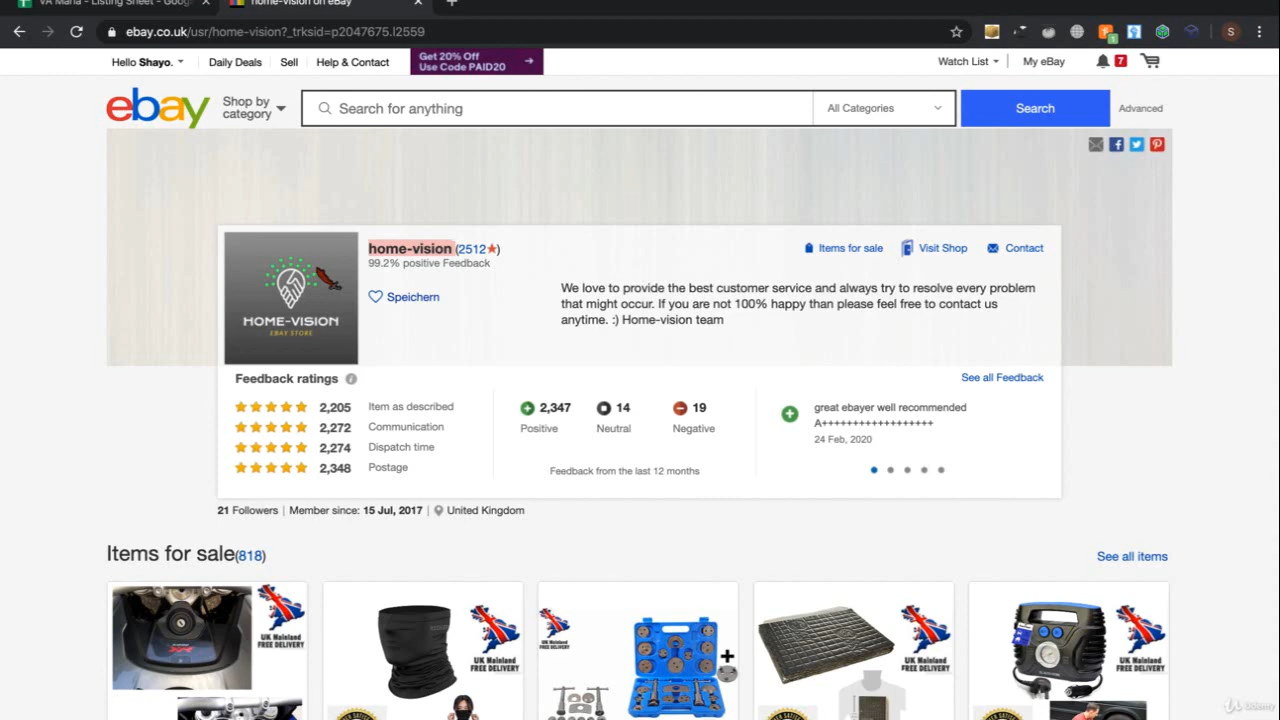 VA Maria - Listing Sheet - Googl
home-vision on eBay
ebay.co.uk/usr/home-vision?_trksid=p2047675.l2559
S
1
Hello Shayo.
Daily Deals
Sell
Help & Contact
Get 20% Off
Use Code PAID20
Watch List
My eBay
7
ebay
Shop by
category
Search for anything
All Categories
Search
Advanced
home-vision (2512)
99.2% positive Feedback
Speichern
HOME-VISION
EBAY STORE
Items for sale
Visit Shop
Contact
We love to provide the best customer service and always try to resolve every problem
that might occur. If you are not 100% happy than please feel free to contact us
anytime. :) Home-vision team
Feedback ratings
See all Feedback
2,205 Item as described
2,272 Communication
2,274 Dispatch time
2,348 Postage
2,347 Positive
14 Neutral
19 Negative
Feedback from the last 12 months
great ebayer well recommended
A++++++++++++++++++
24 Feb, 2020
21 Followers | Member since: 15 Jul, 2017 | United Kingdom
Items for sale(818)
See all items
UK Mainland
FREE DELIVERY
UK Mainland
FREE DELIVERY
UK Mainland
FREE DELIVERY
UK Mainland
FREE DELIVERY
UK Mainland
FREE DELIVERY
Udemy